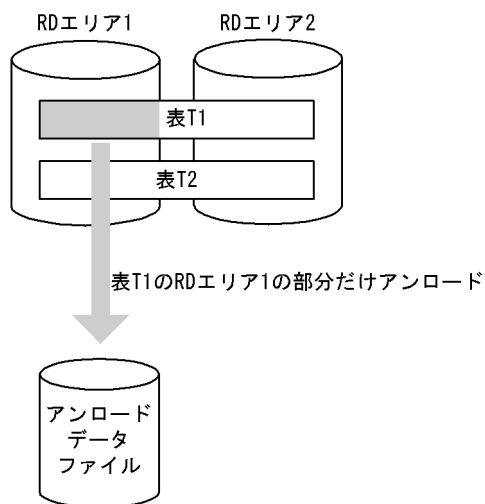 RDエリア1
RDエリア2
表T1
表T2
表T1のRDエリア1の部分だけアンロード
アンロード
データ
ファイル